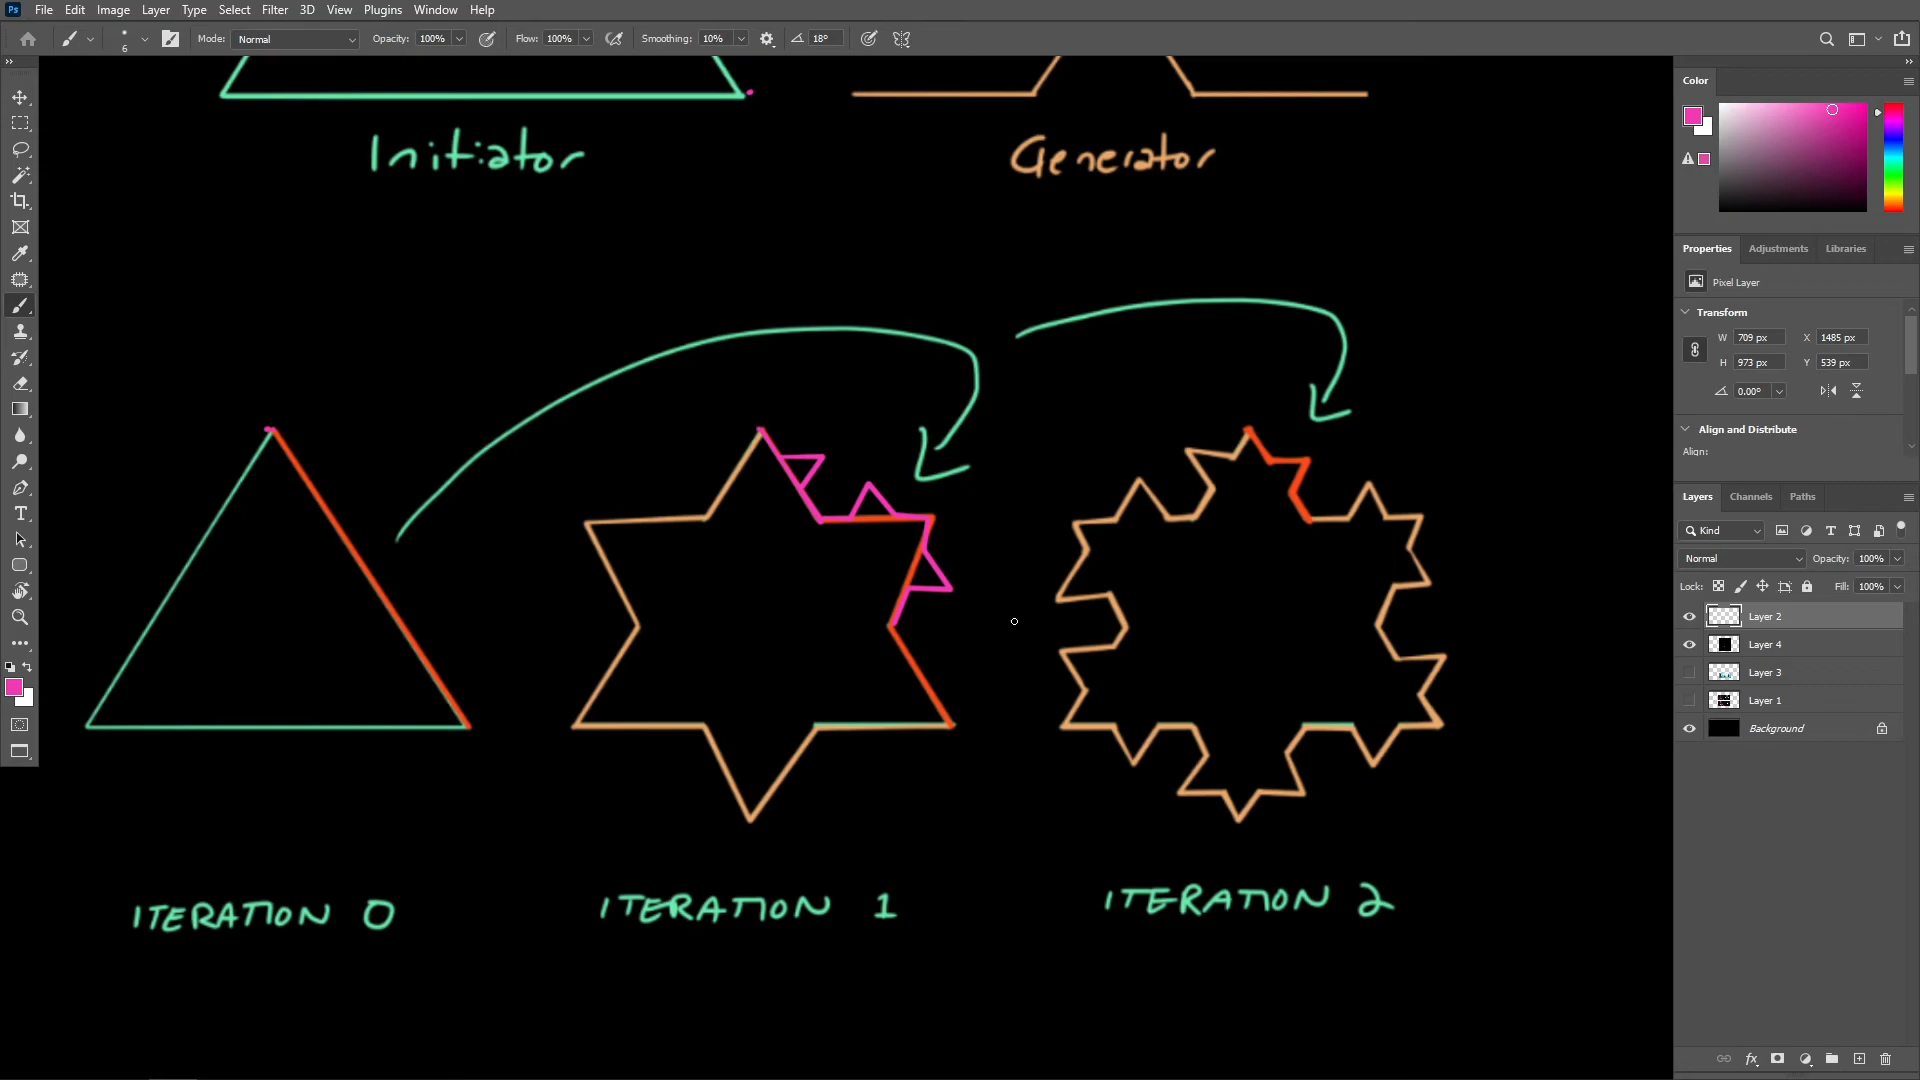 Ps File Edit Image Layer Type Select Filter 3D View Plugins Window Help
6 Mode: Normal Opacity: 100% Flow: 100% Smoothing: 10% 18°
Color
Initiator
Generator
Properties Adjustments Libraries
Pixel Layer
Transform
W 709 px X 1485 px
H 973 px Y 539 px
0.00°
Align and Distribute
Align:
Layers Channels Paths
Kind
Normal Opacity: 100%
Lock: Fill: 100%
Layer 2
Layer 4
Layer 3
Layer 1
Background
ITERATION 0
ITERATION 1
ITERATION 2
fx